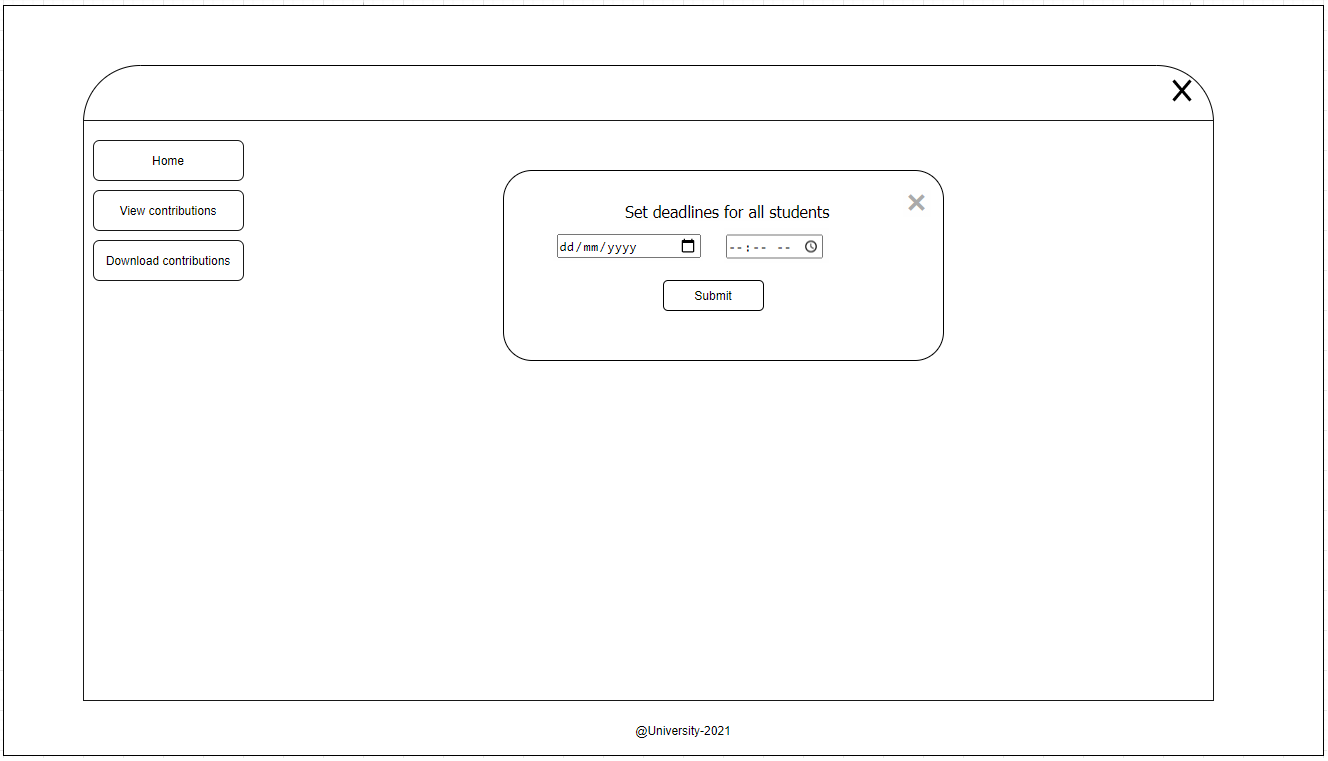 Home
View contributions
Download contributions
Set deadlines for all students
dd/mm/yyyy
--:-- --
Submit
@University-2021